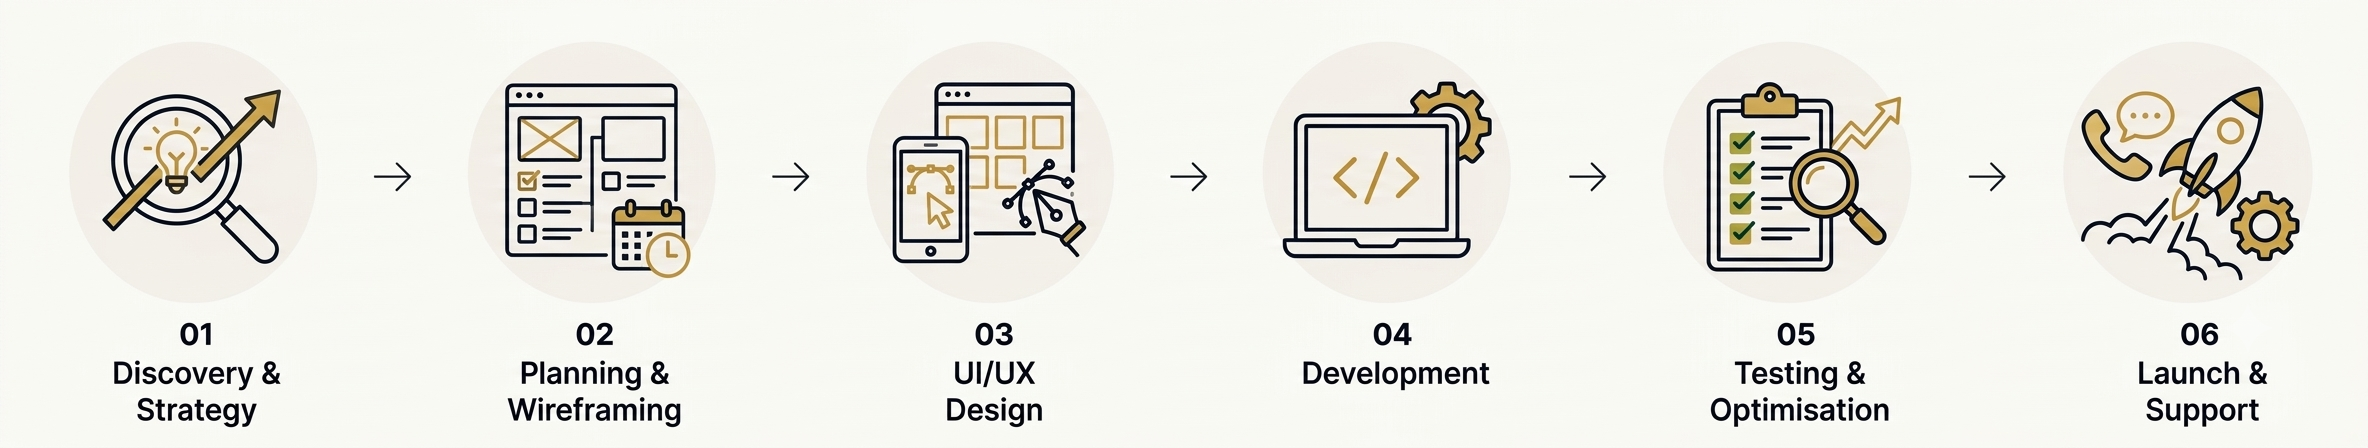 01
Discovery &
Strategy
02
Planning &
Wireframing
03
UI/UX
Design
04
Development
</>
05
Testing &
Optimisation
06
Launch &
Support